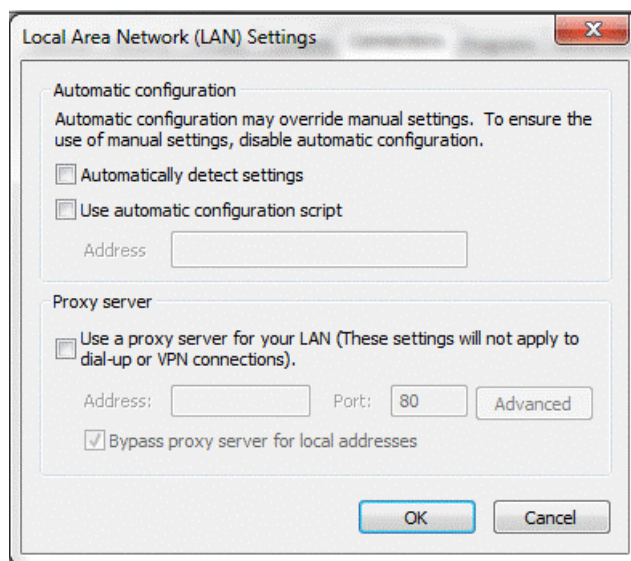 Local Area Network (LAN) Settings
Connections Programs
Automatic configuration
Automatic configuration may override manual settings. To ensure the
use of manual settings, disable automatic configuration.
Automatically detect settings
Use automatic configuration script
Address
Proxy server
Use a proxy server for your LAN (These settings will not apply to
dial-up or VPN connections).
Address:
Port: 80 Advanced
Bypass proxy server for local addresses
OK Cancel